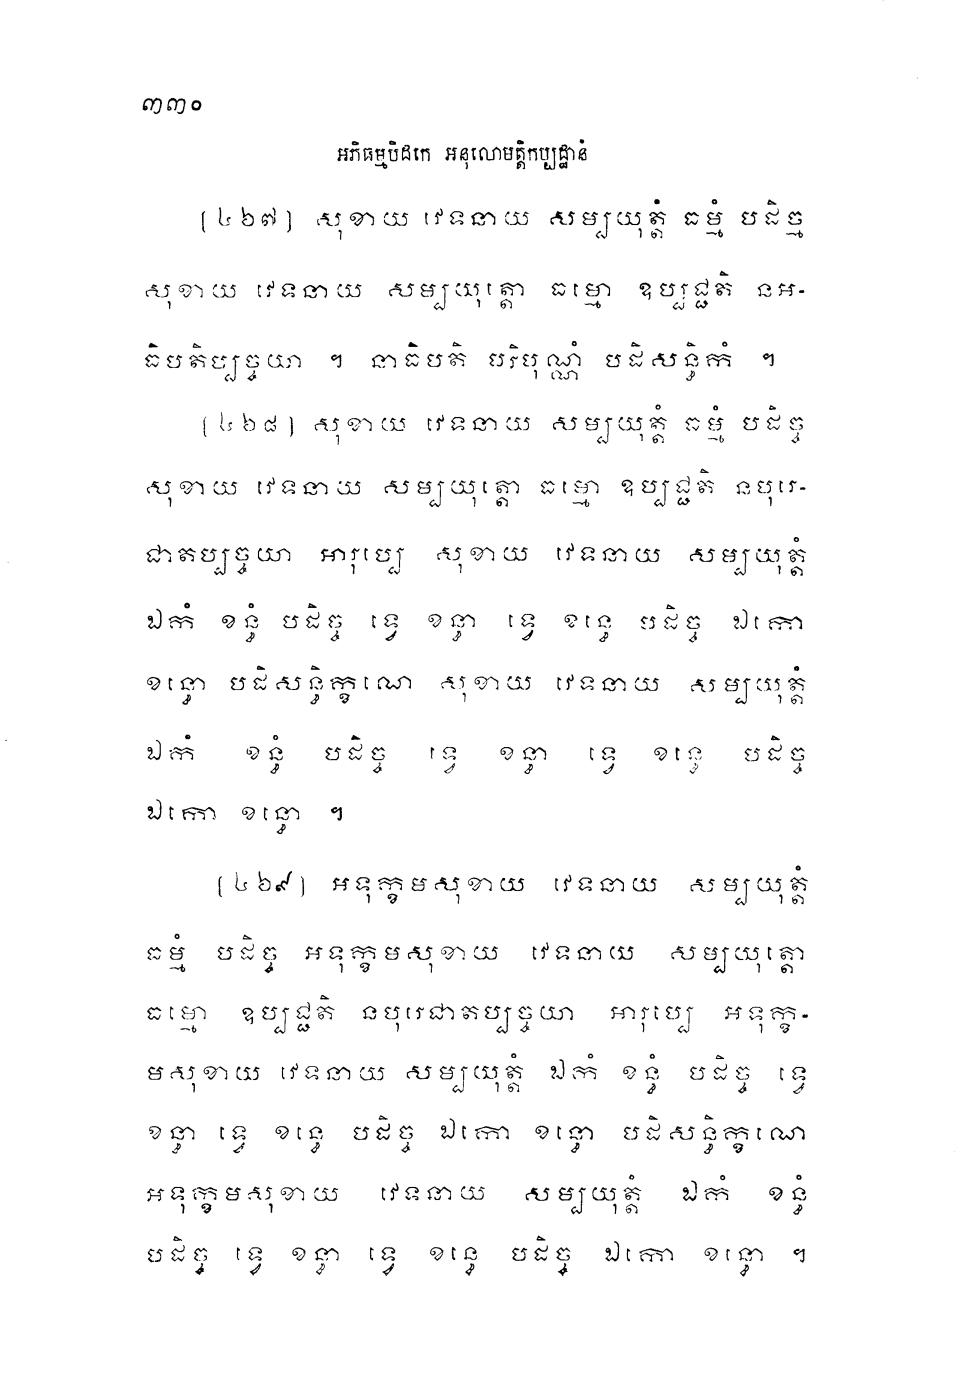 ៣៣០
អភិធម្មបិដកេ អនុលោមត្តិកប្បដ្ឋានំ
[៤៦៧] សុខាយ វេទនាយ សម្បយុត្តំ ធម្មំ បដិច្ច
សុខាយ វេទនាយ សម្បយុត្តោ ធម្មោ ឧប្បជ្ជតិ នអ-
ធិបតិប្បច្ចយា ។ នាធិបតិ បរិបុណ្ណំ បដិសន្ធិកំ ។
[៤៦៨] សុខាយ វេទនាយ សម្បយុត្តំ ធម្មំ បដិច្ច
សុខាយ វេទនាយ សម្បយុត្តោ ធម្មោ ឧប្បជ្ជតិ នបុរេ-
ជាតប្បច្ចយា អារុប្បេ សុខាយ វេទនាយ សម្បយុត្តំ
ឯកំ ខន្ធំ បដិច្ច ទ្វេ ខន្ធា ទ្វេ ខន្ធេ បដិច្ច ឯកោ
ខន្ធោ បដិសន្ធិក្ខណេ សុខាយ វេទនាយ សម្បយុត្តំ
ឯកំ ខន្ធំ បដិច្ច ទ្វេ ខន្ធា ទ្វេ ខន្ធេ បដិច្ច
ឯកោ ខន្ធោ ។
[៤៦៩] អទុក្ខមសុខាយ វេទនាយ សម្បយុត្តំ
ធម្មំ បដិច្ច អទុក្ខមសុខាយ វេទនាយ សម្បយុត្តោ
ធម្មោ ឧប្បជ្ជតិ នបុរេជាតប្បច្ចយា អារុប្បេ អទុក្ខ-
មសុខាយ វេទនាយ សម្បយុត្តំ ឯកំ ខន្ធំ បដិច្ច ទ្វេ
ខន្ធា ទ្វេ ខន្ធេ បដិច្ច ឯកោ ខន្ធោ បដិសន្ធិក្ខណេ
អទុក្ខមសុខាយ វេទនាយ សម្បយុត្តំ ឯកំ ខន្ធំ
បដិច្ច ទ្វេ ខន្ធា ទ្វេ ខន្ធេ បដិច្ច ឯកោ ខន្ធោ ។